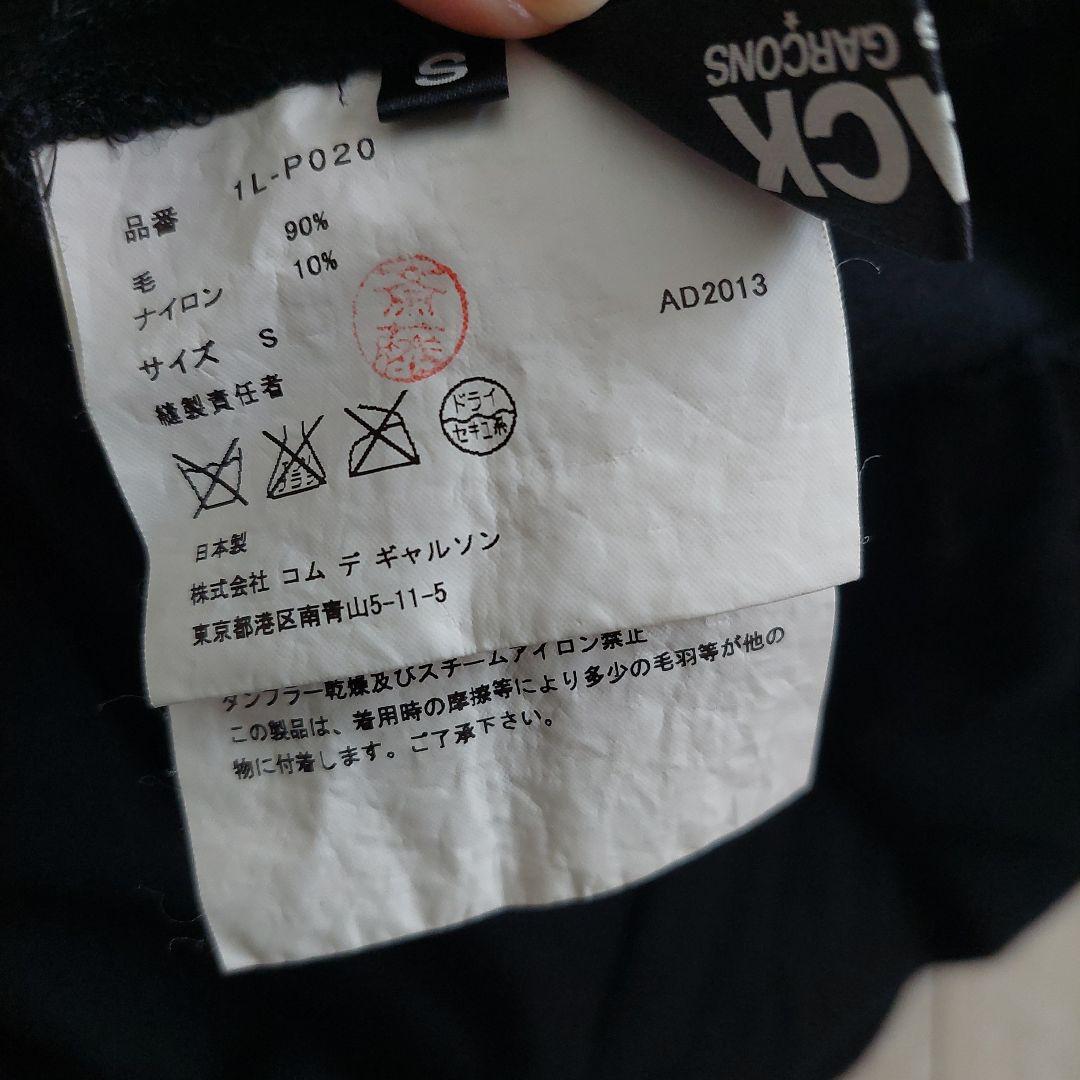 S
GARÇONS
ACK
S
品番 1L-P020
毛 90%
ナイロン 10%
サイズ S
縫製責任者
斎藤
AD2013
ドライ
セキユ系
日本製
株式会社 コム デ ギャルソン
東京都港区南青山5-11-5
タンブラー乾燥及びスチームアイロン禁止
この製品は、着用時の摩擦等により多少の毛羽等が他の
物に付着します。ご了承下さい。